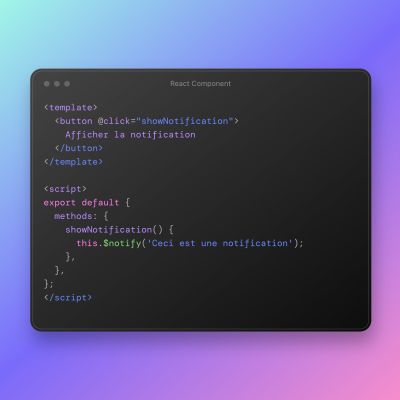 React Component
<template>
  <button @click="showNotification">
    Afficher la notification
  </button>
</template>

<script>
export default {
  methods: {
    showNotification() {
      this.$notify('Ceci est une notification');
    },
  },
};
</script>